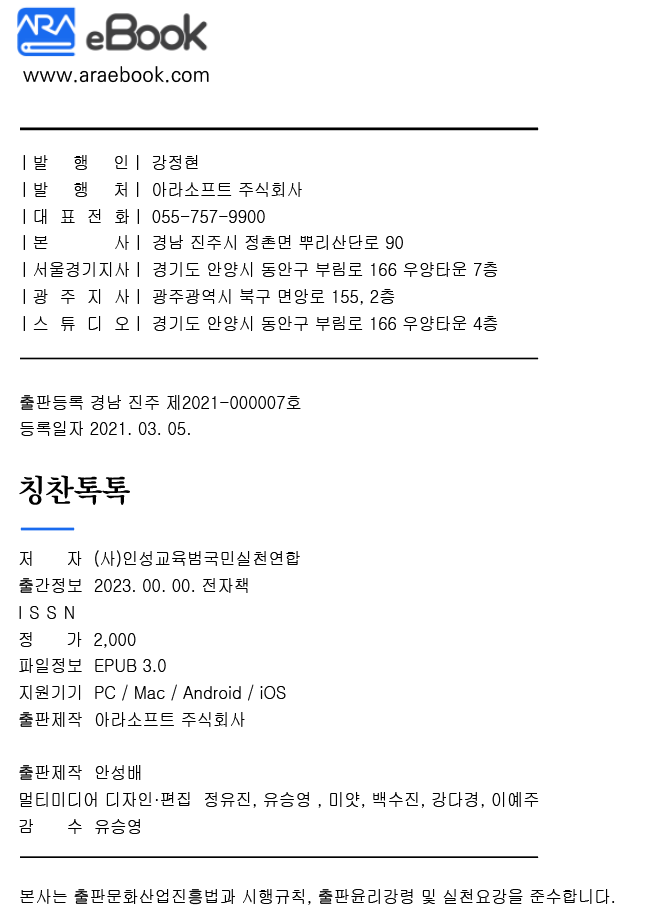 ARA eBook
www.araebook.com
| 발 행 인 | 강정현
| 발 행 처 | 아라소프트 주식회사
| 대 표 전 화 | 055-757-9900
| 본 사 | 경남 진주시 정촌면 뿌리산단로 90
| 서울경기지사 | 경기도 안양시 동안구 부림로 166 우양타운 7층
| 광 주 지 사 | 광주광역시 북구 면앙로 155, 2층
| 스 튜 디 오 | 경기도 안양시 동안구 부림로 166 우양타운 4층
출판등록 경남 진주 제2021-000007호
등록일자 2021. 03. 05.
칭찬톡톡
저 자 (사)인성교육범국민실천연합
출간정보 2023. 00. 00. 전자책
I S S N
정 가 2,000
파일정보 EPUB 3.0
지원기기 PC / Mac / Android / iOS
출판제작 아라소프트 주식회사
출판제작 안성배
멀티미디어 디자인·편집 정유진, 유승영 , 미얏, 백수진, 강다경, 이예주
감 수 유승영
본사는 출판문화산업진흥법과 시행규칙, 출판윤리강령 및 실천요강을 준수합니다.